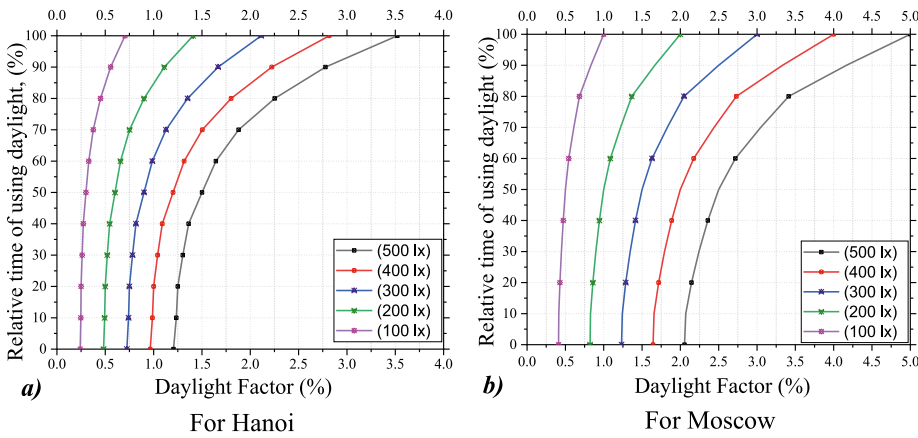 0.0 0.5 1.0 1.5 2.0 2.5 3.0 3.5 4.0
100
90
80
70
60
50
40
30
20
10
0
Relative time of using daylight, (%)
(500 lx)
(400 lx)
(300 lx)
(200 lx)
(100 lx)
0.0 0.5 1.0 1.5 2.0 2.5 3.0 3.5 4.0
a)
Daylight Factor (%)
For Hanoi
0.0 0.5 1.0 1.5 2.0 2.5 3.0 3.5 4.0 4.5 5.0
100
90
80
70
60
50
40
30
20
10
0
Relative time of using daylight (%)
(500 lx)
(400 lx)
(300 lx)
(200 lx)
(100 lx)
0.0 0.5 1.0 1.5 2.0 2.5 3.0 3.5 4.0 4.5 5.0
b)
Daylight Factor (%)
For Moscow